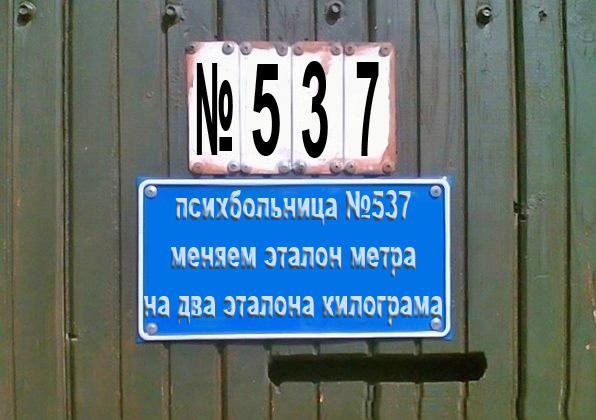 №537
психбольница №537
меняем эталон метра
на два эталона килограма